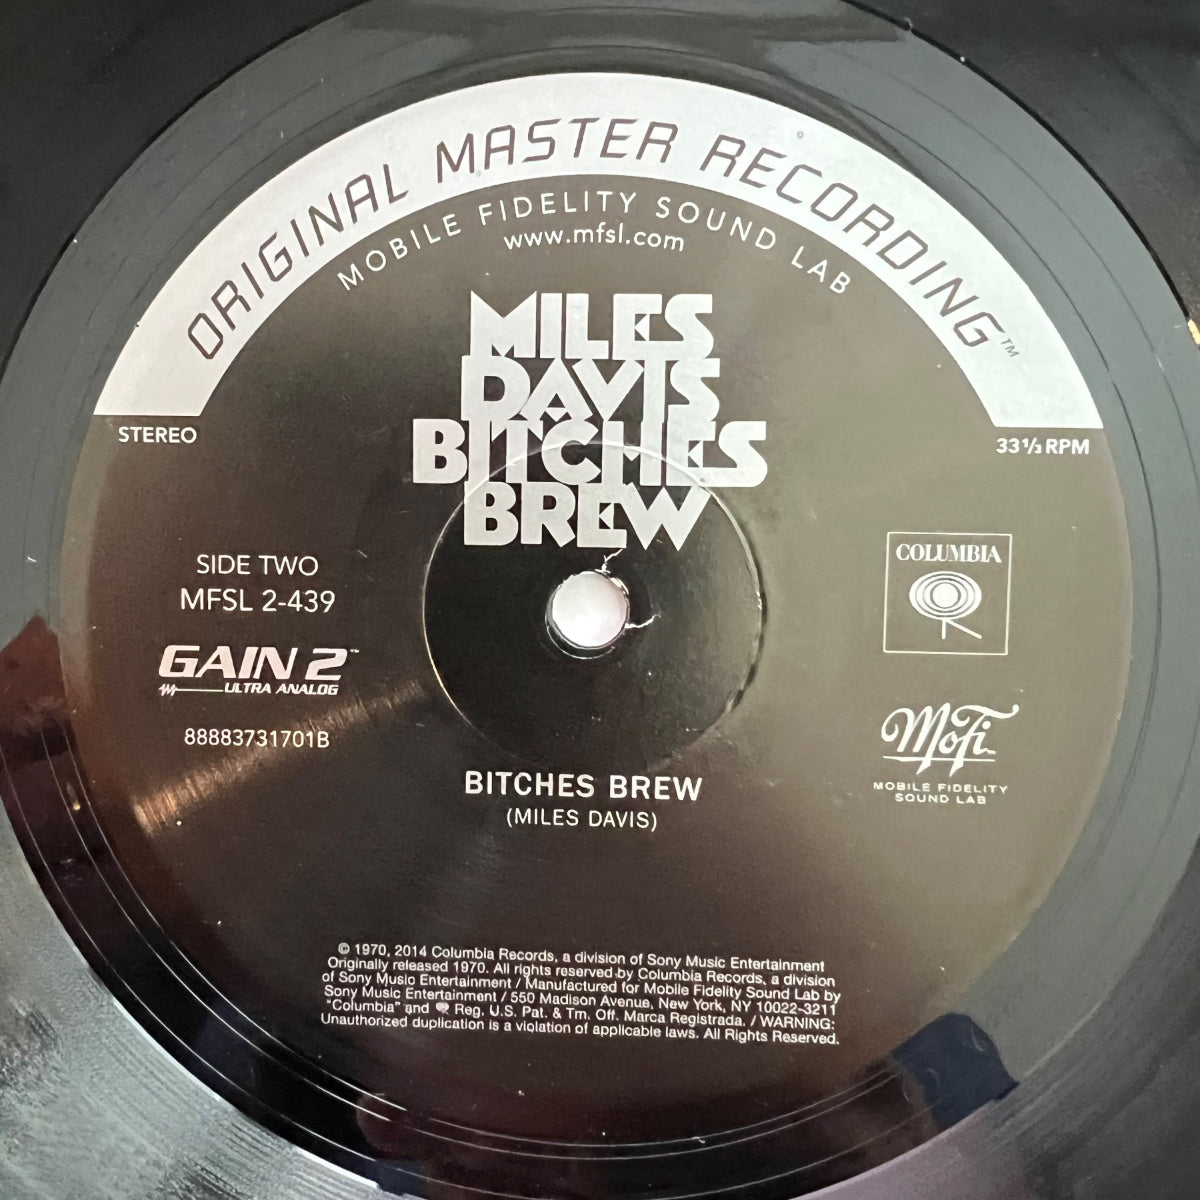 ORIGINAL MASTER RECORDING™
MOBILE FIDELITY SOUND LAB
www.mfsl.com
MILES
DAVIS
BITCHES
BREW
STEREO
33⅓ RPM
SIDE TWO
MFSL 2-439
GAIN 2™
ULTRA ANALOG
88883731701B
COLUMBIA
MoFi
MOBILE FIDELITY
SOUND LAB
BITCHES BREW
(MILES DAVIS)
© 1970, 2014 Columbia Records, a division of Sony Music Entertainment
Originally released 1970. All rights reserved by Columbia Records, a division
of Sony Music Entertainment / Manufactured for Mobile Fidelity Sound Lab by
Sony Music Entertainment / 550 Madison Avenue, New York, NY 10022-3211
"Columbia" and Reg. U.S. Pat. & Tm. Off. Marca Registrada. / WARNING:
Unauthorized duplication is a violation of applicable laws. All Rights Reserved.